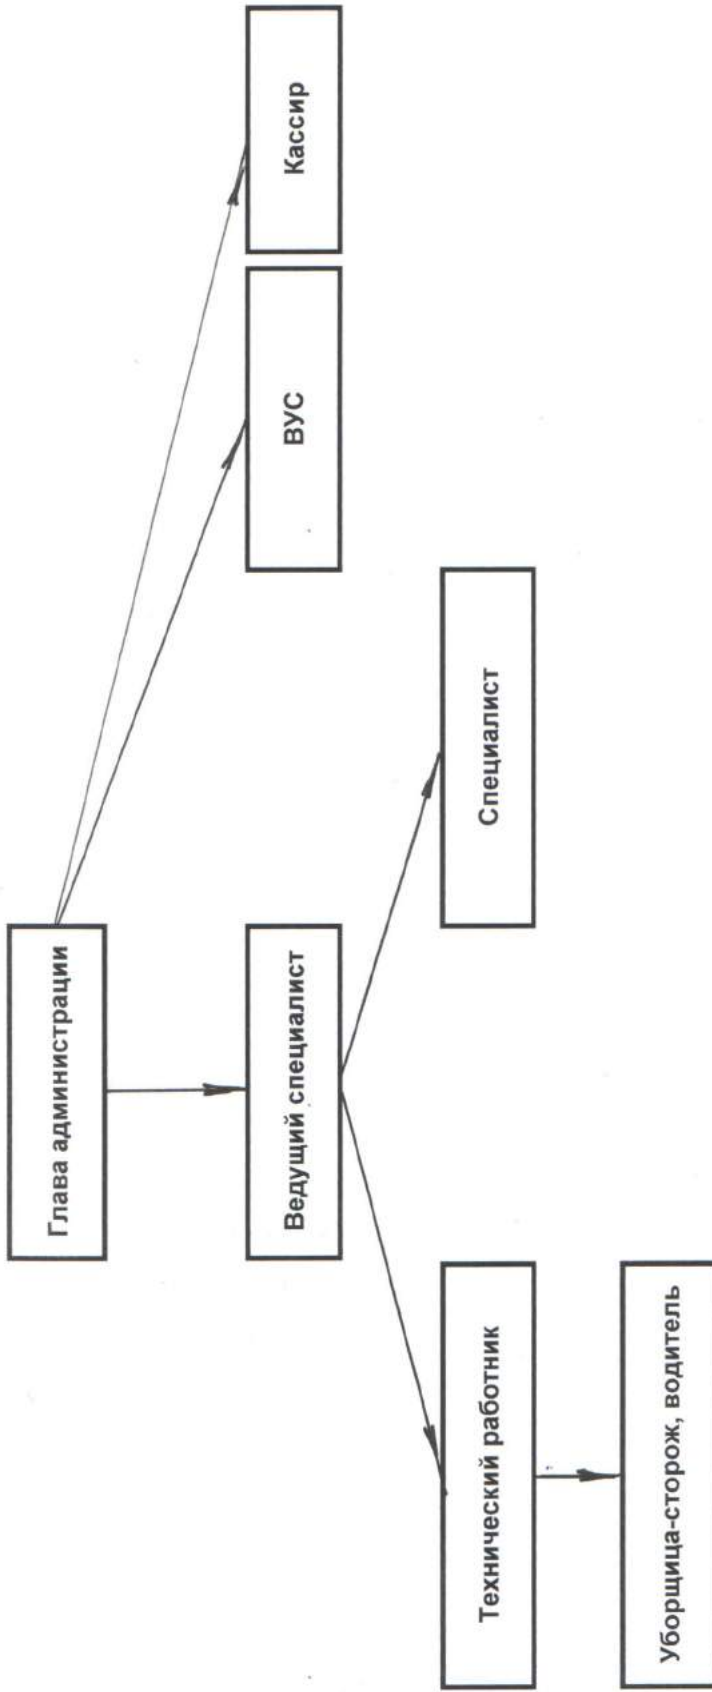 Глава администрации
Ведущий специалист
ВУС
Кассир
Технический работник
Специалист
Уборщица-сторож, водитель